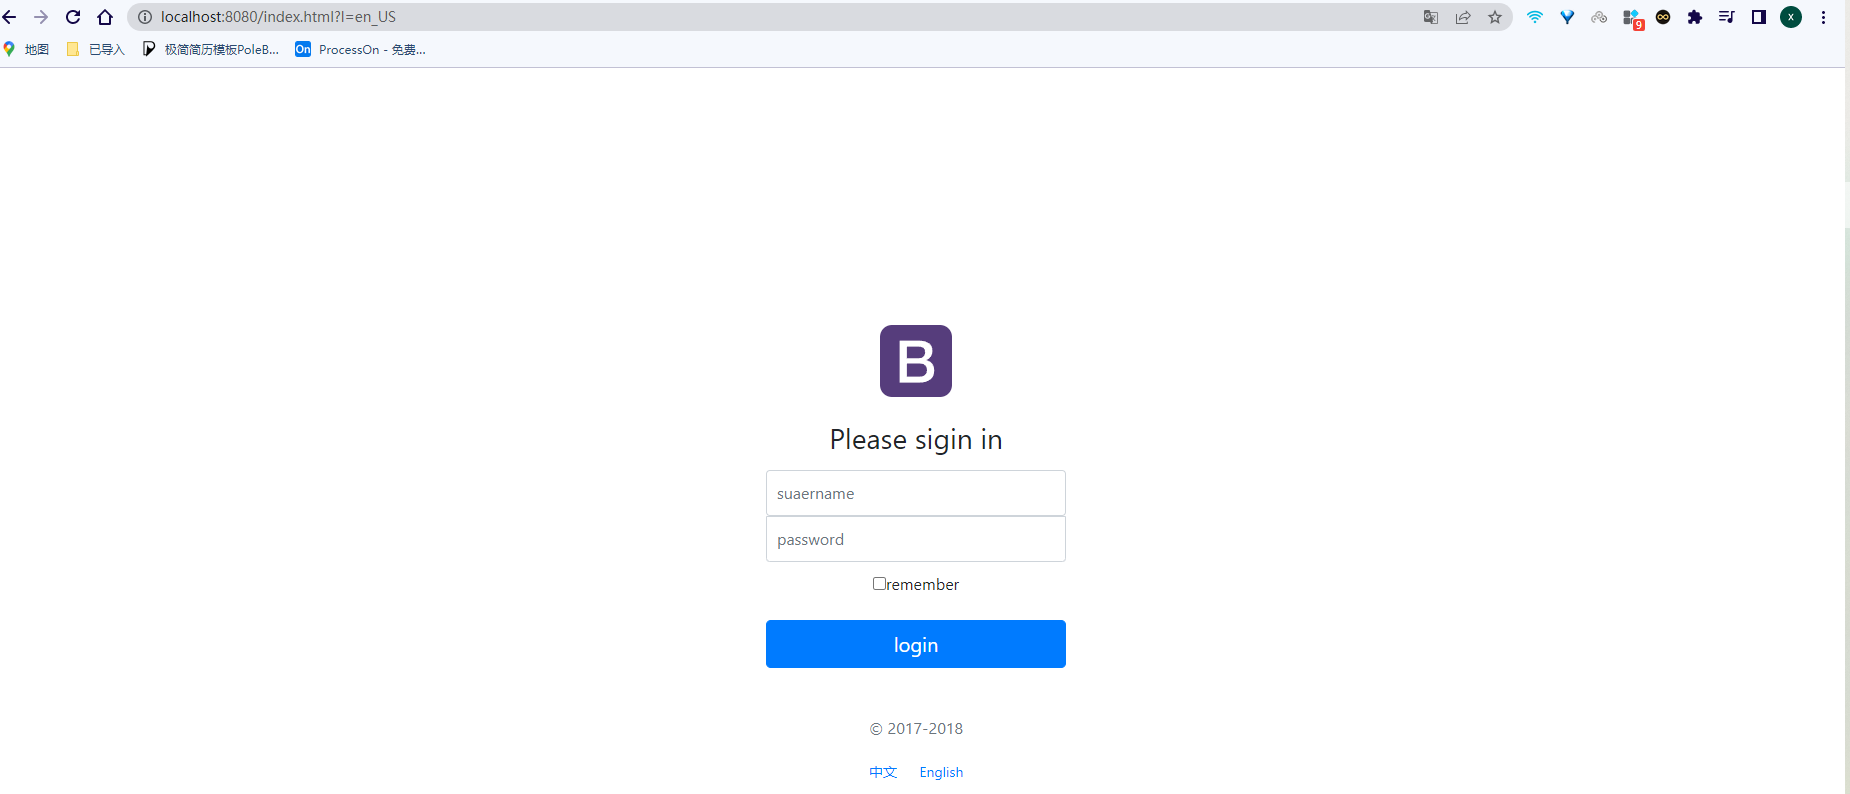 localhost:8080/index.html?l=en_US
9
X
地图 已导入 极简简历模板PoleB... On ProcessOn - 免费...
B
Please sigin in
suaername
password
remember
login
© 2017-2018
中文 English